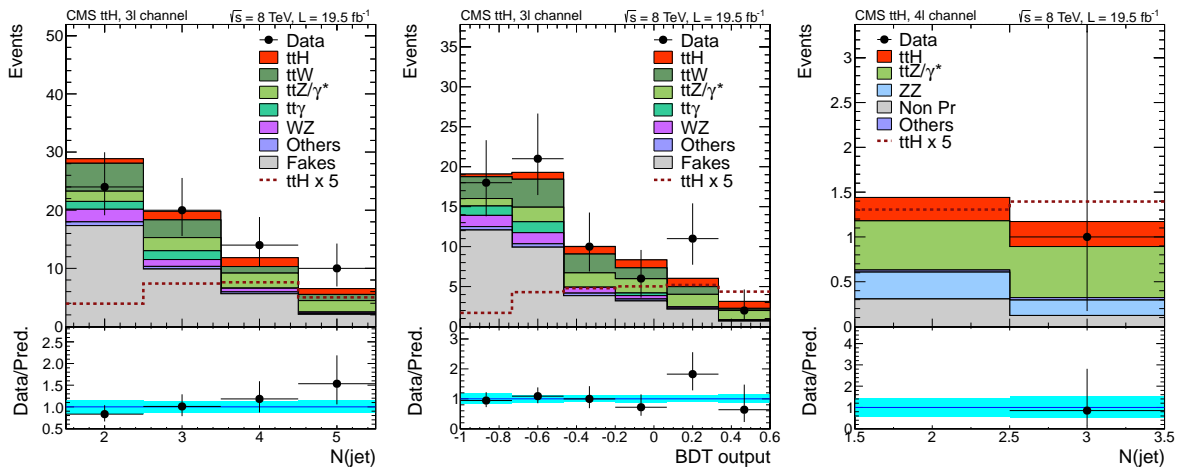 CMS ttH, 3l channel √s = 8 TeV, L = 19.5 fb⁻¹
Events
50
40
30
20
10
0
Data
ttH
ttW
ttZ/γ*
ttγ
WZ
Others
Fakes
ttH x 5
Data/Pred.
2.5
2.0
1.5
1.0
0.5
2 3 4 5
N(jet)
CMS ttH, 3l channel √s = 8 TeV, L = 19.5 fb⁻¹
Events
35
30
25
20
15
10
5
0
Data
ttH
ttW
ttZ/γ*
ttγ
WZ
Others
Fakes
ttH x 5
Data/Pred.
4
3
2
1
0
-1 -0.8 -0.6 -0.4 -0.2 0 0.2 0.4 0.6
BDT output
CMS ttH, 4l channel √s = 8 TeV, L = 19.5 fb⁻¹
Events
3
2.5
2
1.5
1
0.5
0
Data
ttH
ttZ/γ*
ZZ
Non Pr
Others
ttH x 5
Data/Pred.
4
3
2
1
0
1.5 2 2.5 3 3.5
N(jet)